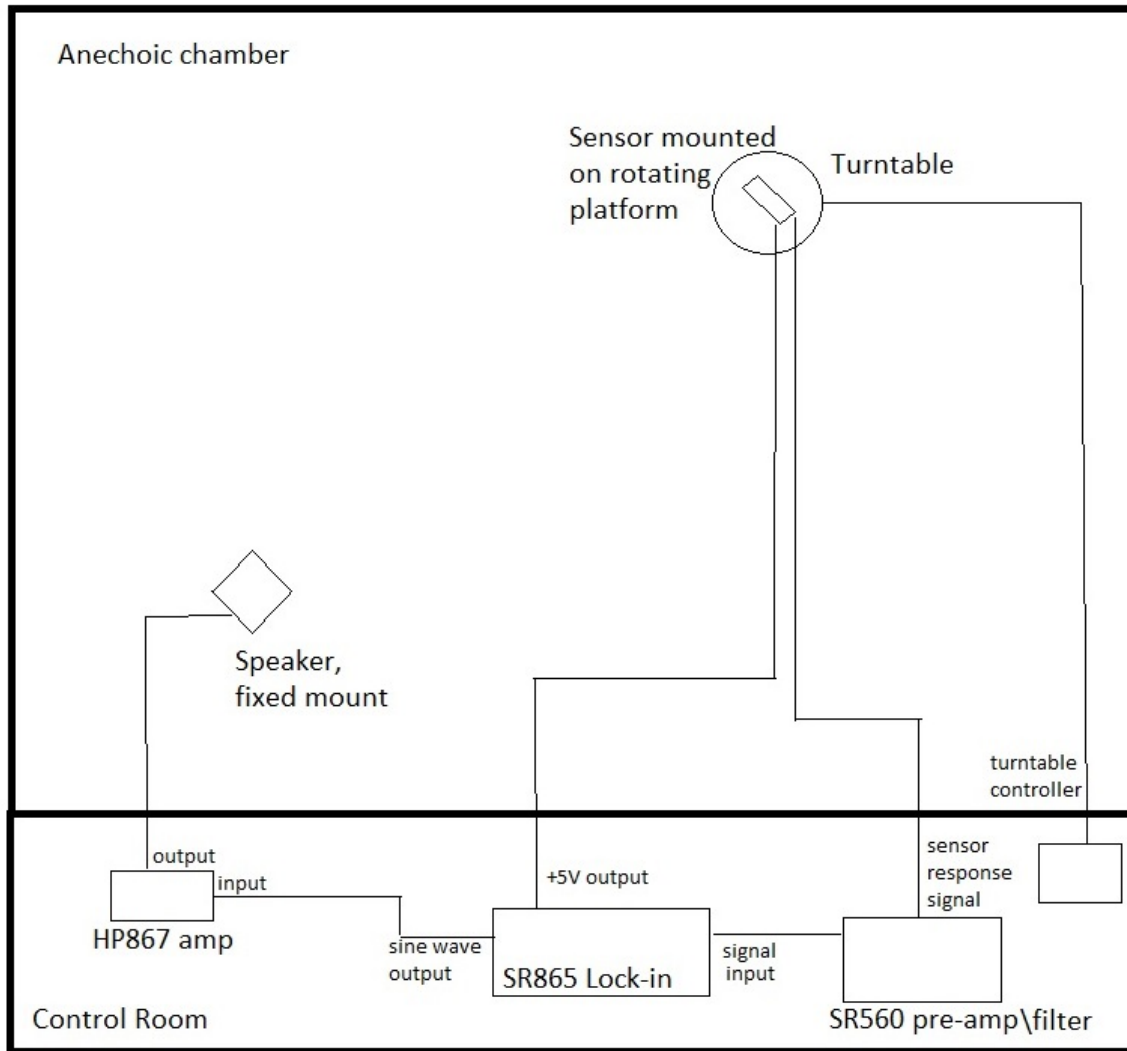 Anechoic chamber
Sensor mounted
on rotating
platform
Turntable
Speaker,
fixed mount
turntable
controller
output
input
HP867 amp
sine wave
output
+5V output
SR865 Lock-in
signal
input
sensor
response
signal
SR560 pre-amp\filter
Control Room